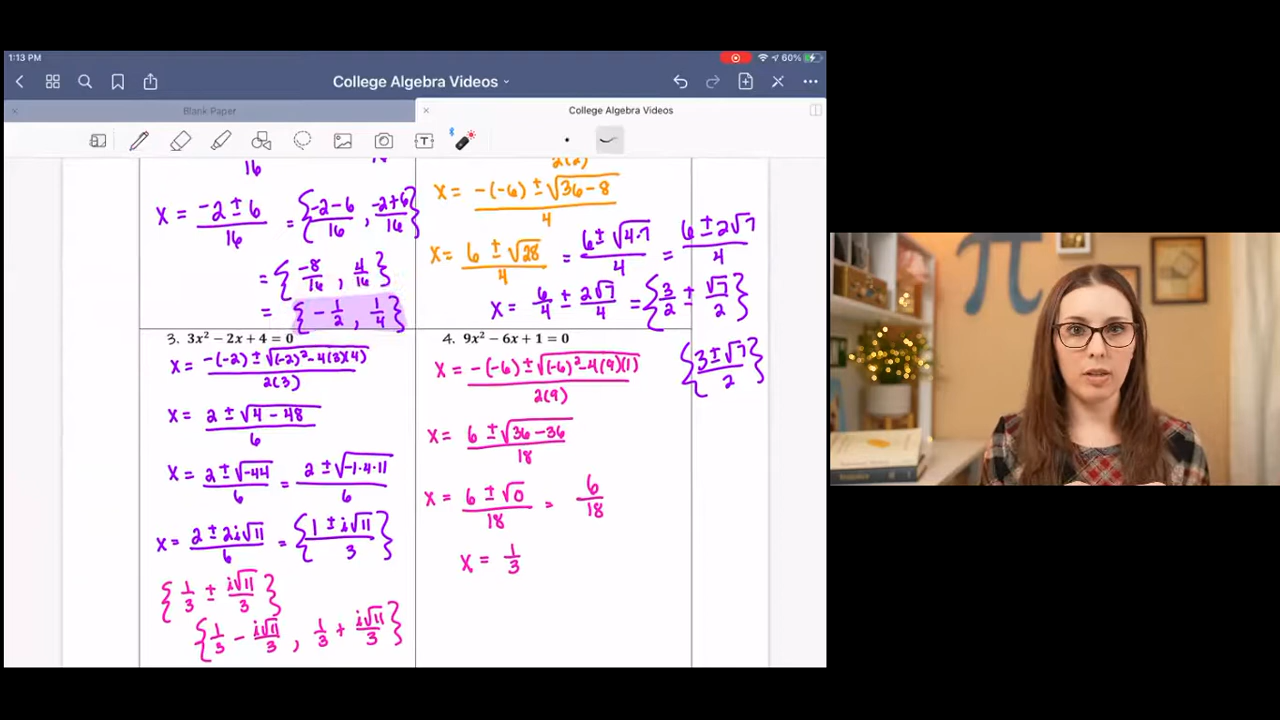 1:13 PM
60%
College Algebra Videos
Blank Paper
College Algebra Videos
T
16
x = -2 ± 6 / 16 = { -2-6 / 16 , -2+6 / 16 }
= { -8/16 , 4/16 }
= { -1/2 , 1/4 }
2(2)
x = -(-6) ± √36-8 / 4
x = 6 ± √28 / 4 = 6 ± √4·7 / 4 = 6 ± 2√7 / 4
x = 6/4 ± 2√7/4 = { 3/2 ± √7/2 }
{ 3 ± √7 / 2 }
3. 3x² − 2x + 4 = 0
x = -(-2) ± √(-2)²-4(3)(4) / 2(3)
x = 2 ± √4-48 / 6
x = 2 ± √-44 / 6 = 2 ± √-1·4·11 / 6
x = 2 ± 2i√11 / 6 = { 1 ± i√11 / 3 }
{ 1/3 ± i√11/3 }
{ 1/3 - i√11/3 , 1/3 + i√11/3 }
4. 9x² − 6x + 1 = 0
x = -(-6) ± √(-6)²-4(9)(1) / 2(9)
x = 6 ± √36-36 / 18
x = 6 ± √0 / 18 = 6/18
x = 1/3